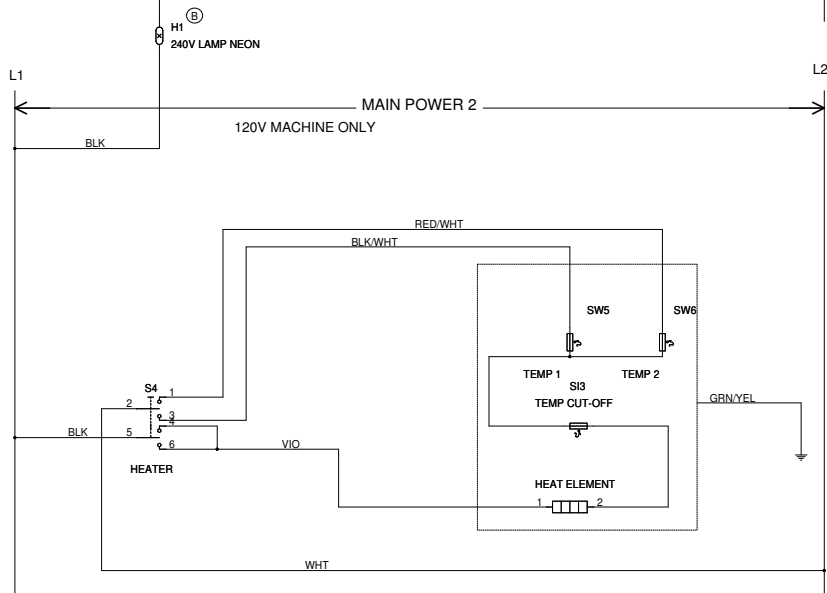 B
H1
240V LAMP NEON
L1
L2
MAIN POWER 2
120V MACHINE ONLY
BLK
RED/WHT
BLK/WHT
SW5
SW6
TEMP 1
TEMP 2
SI3
TEMP CUT-OFF
S4
1
2
3
4
BLK
5
6
VIO
HEATER
GRN/YEL
HEAT ELEMENT
1
2
WHT